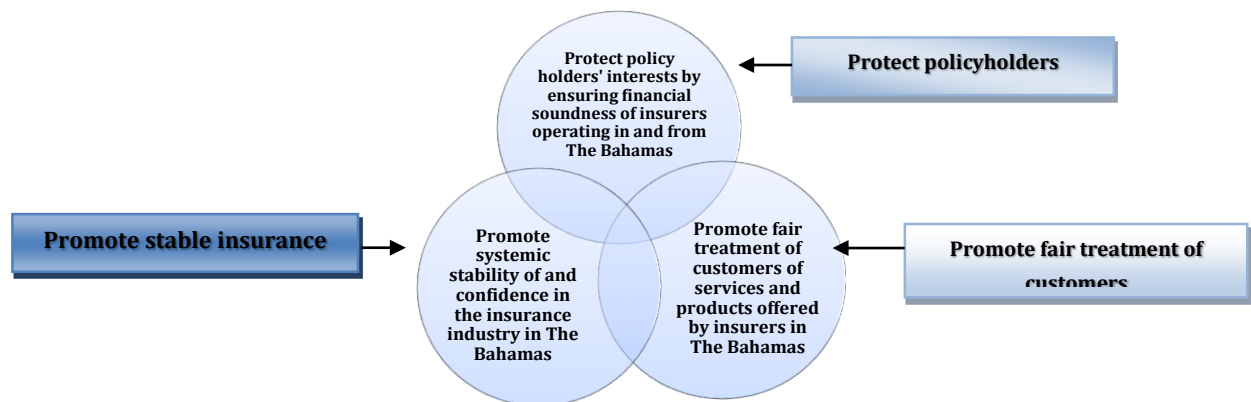 Protect policy
holders' interests by
ensuring financial
soundness of insurers
operating in and from
The Bahamas
Protect policyholders
Promote stable insurance
Promote
systemic
stability of and
confidence in
the insurance
industry in The
Bahamas
Promote fair
treatment of
customers of
services and
products offered
by insurers in
The Bahamas
Promote fair treatment of
customers